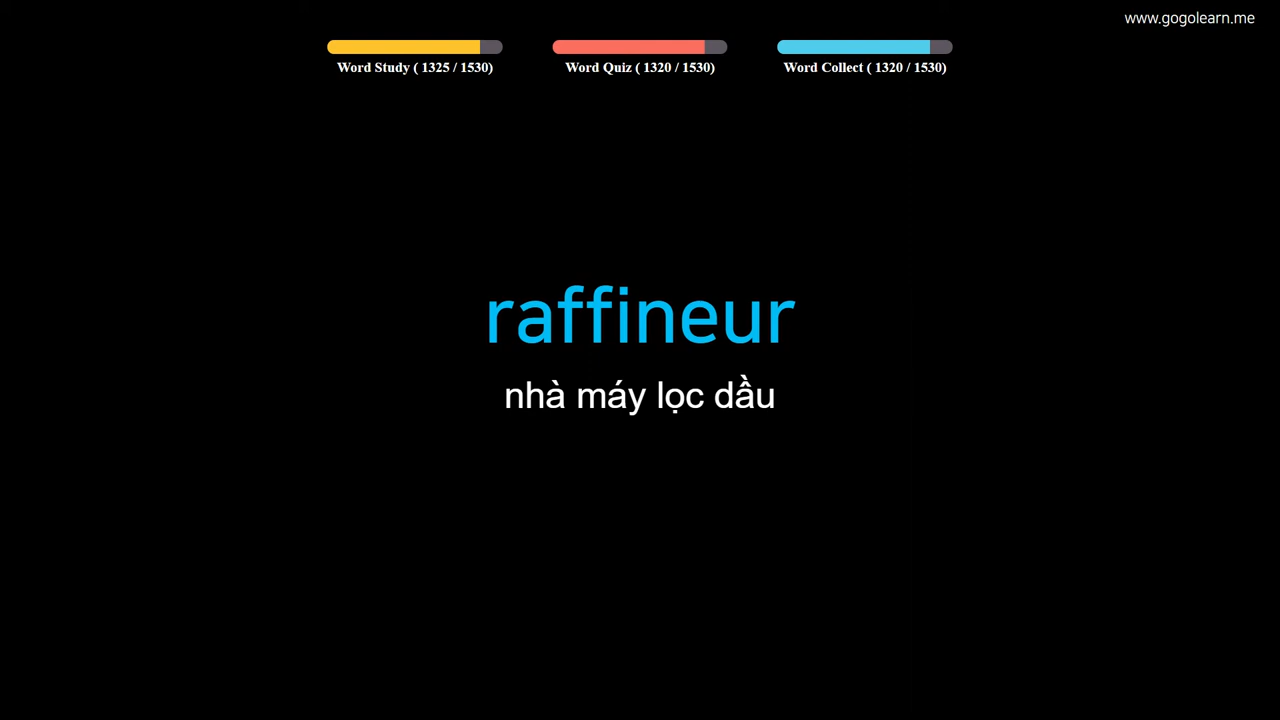 www.gogolearn.me
Word Study ( 1325 / 1530)
Word Quiz ( 1320 / 1530)
Word Collect ( 1320 / 1530)
raffineur
nhà máy lọc dầu